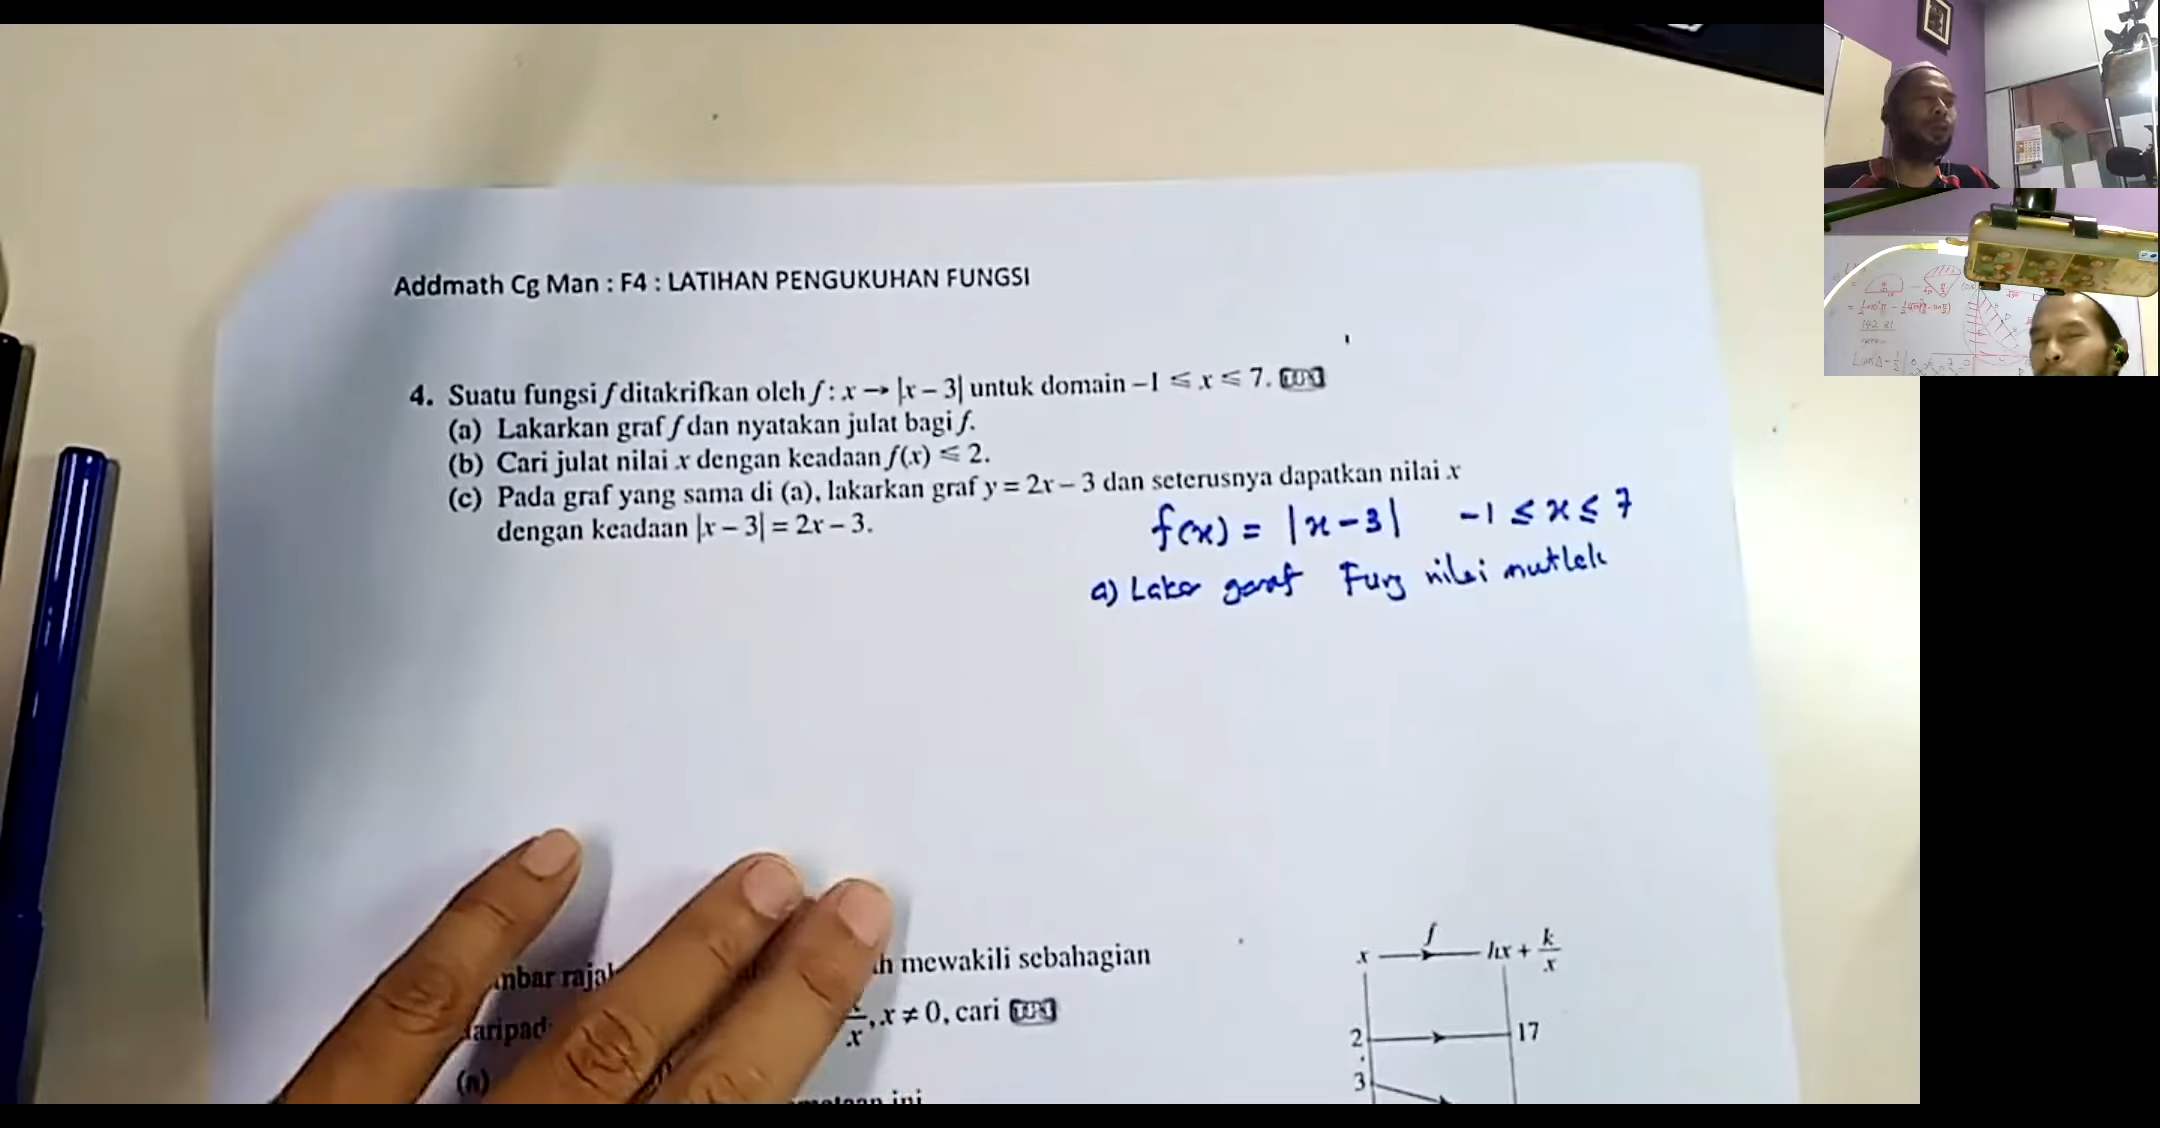 Addmath Cg Man : F4 : LATIHAN PENGUKUHAN FUNGSI
4. Suatu fungsi f ditakrifkan oleh f : x → |x – 3| untuk domain –1 ⩽ x ⩽ 7.
(a) Lakarkan graf f dan nyatakan julat bagi f.
(b) Cari julat nilai x dengan keadaan f(x) ⩽ 2.
(c) Pada graf yang sama di (a), lakarkan graf y = 2x – 3 dan seterusnya dapatkan nilai x
dengan keadaan |x – 3| = 2x – 3.
f(x) = |x-3| -1 ≤ x ≤ 7
a) Lakar graf Fung nilai mutlak
mewakili sebahagian
x f hx + k/x
, x ≠ 0, cari
2 17
3
(a)
ini